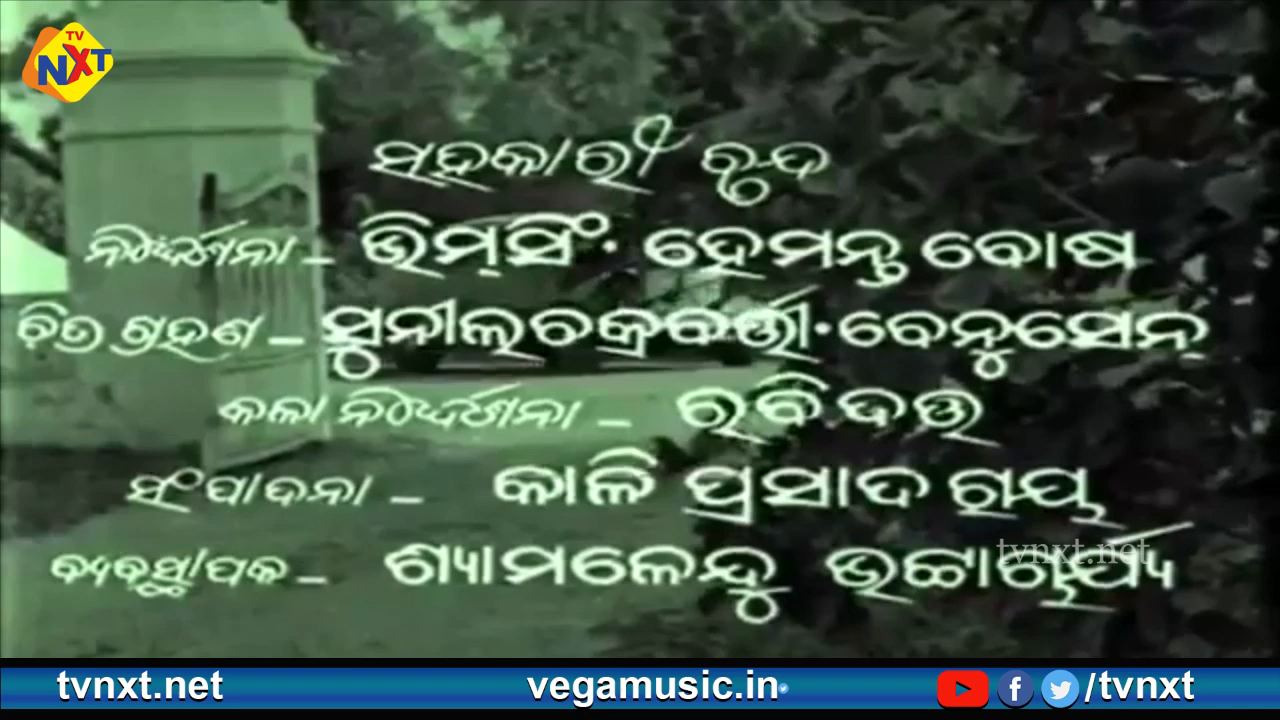 TV
NXT
ସହକାରୀ ବୃନ୍ଦ
ନିର୍ଦ୍ଦେଶନା – ଭିମ୍‌ସିଂ · ହେମନ୍ତ ବୋଷ
ଚିତ୍ର ଗ୍ରହଣ – ସୁନୀଲ୍ ଚକ୍ରବର୍ତ୍ତୀ · ବେନୁସେନ୍
କଳା ନିର୍ଦ୍ଦେଶନା – ରବି ଦତ୍ତ
ସଂପାଦନା – କାଳି ପ୍ରସାଦ ରାୟ
ବ୍ୟବସ୍ଥାପକ – ଶ୍ୟାମଳେନ୍ଦୁ ଭଟ୍ଟାଚାର୍ଯ୍ୟ
tvnxt.net
tvnxt.net vegamusic.in /tvnxt